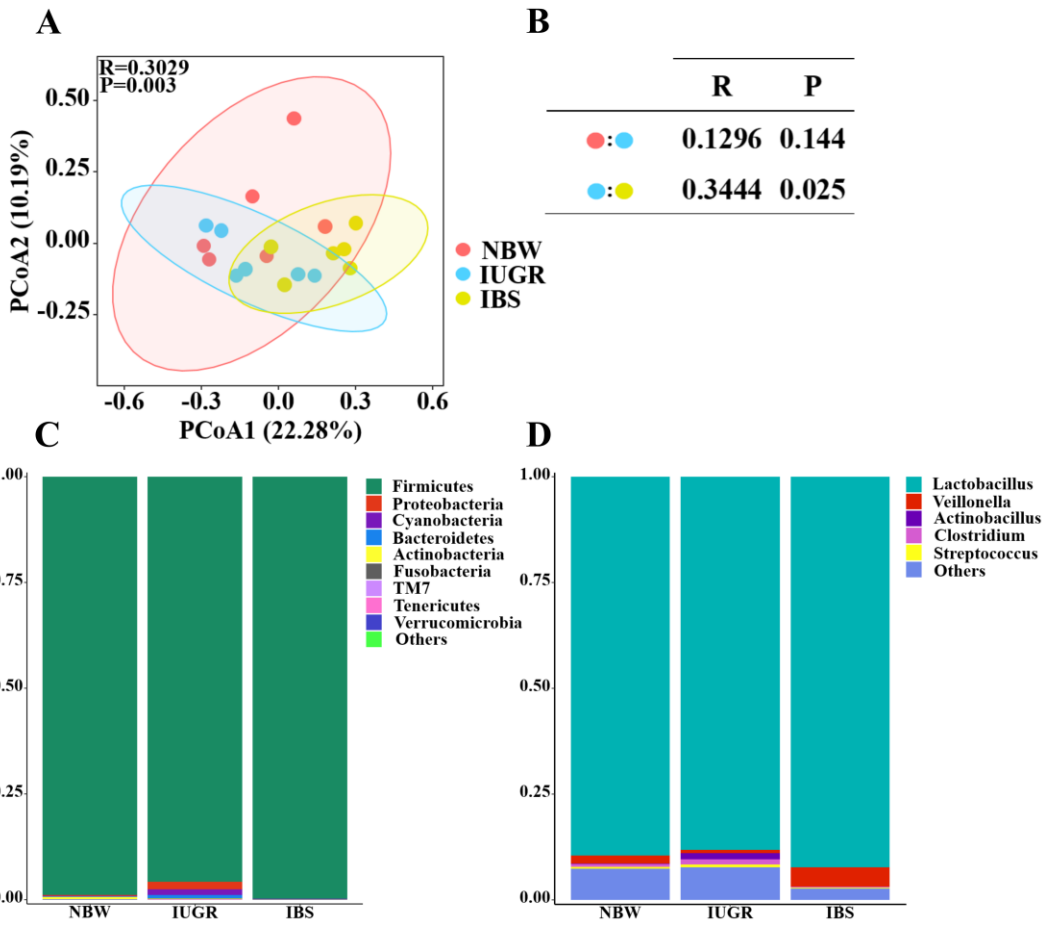 A
R=0.3029
P=0.003
0.50
0.25
0.00
-0.25
PCoA2 (10.19%)
-0.6 -0.3 0.0 0.3 0.6
PCoA1 (22.28%)
NBW
IUGR
IBS
B
R P
: 0.1296 0.144
: 0.3444 0.025
C
.00
0.75
0.50
0.25
0.00
NBW IUGR IBS
Firmicutes
Proteobacteria
Cyanobacteria
Bacteroidetes
Actinobacteria
Fusobacteria
TM7
Tenericutes
Verrucomicrobia
Others
D
1.00
0.75
0.50
0.25
0.00
NBW IUGR IBS
Lactobacillus
Veillonella
Actinobacillus
Clostridium
Streptococcus
Others